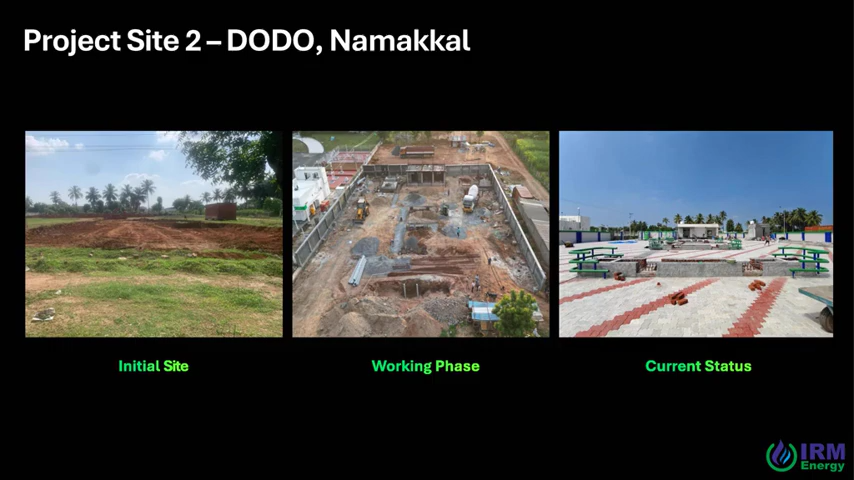 Project Site 2 – DODO, Namakkal
Initial Site
Working Phase
Current Status
IRM
Energy